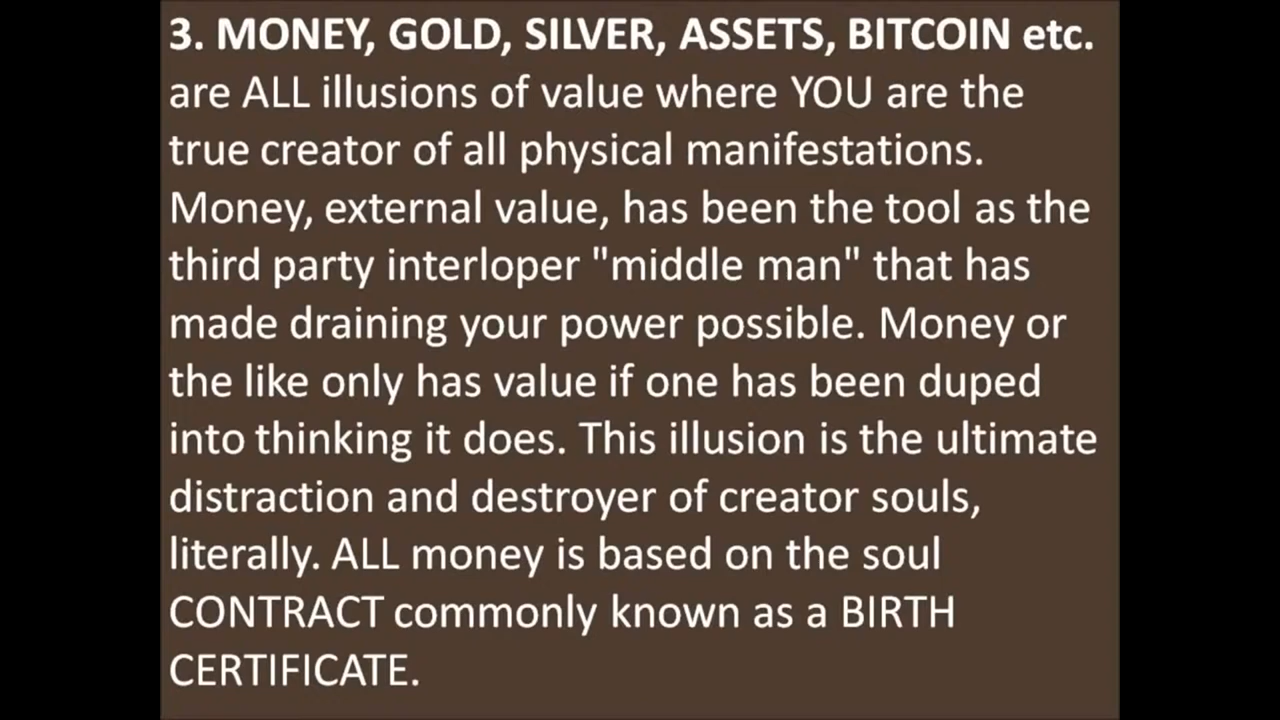 3. MONEY, GOLD, SILVER, ASSETS, BITCOIN etc.
are ALL illusions of value where YOU are the
true creator of all physical manifestations.
Money, external value, has been the tool as the
third party interloper "middle man" that has
made draining your power possible. Money or
the like only has value if one has been duped
into thinking it does. This illusion is the ultimate
distraction and destroyer of creator souls,
literally. ALL money is based on the soul
CONTRACT commonly known as a BIRTH
CERTIFICATE.